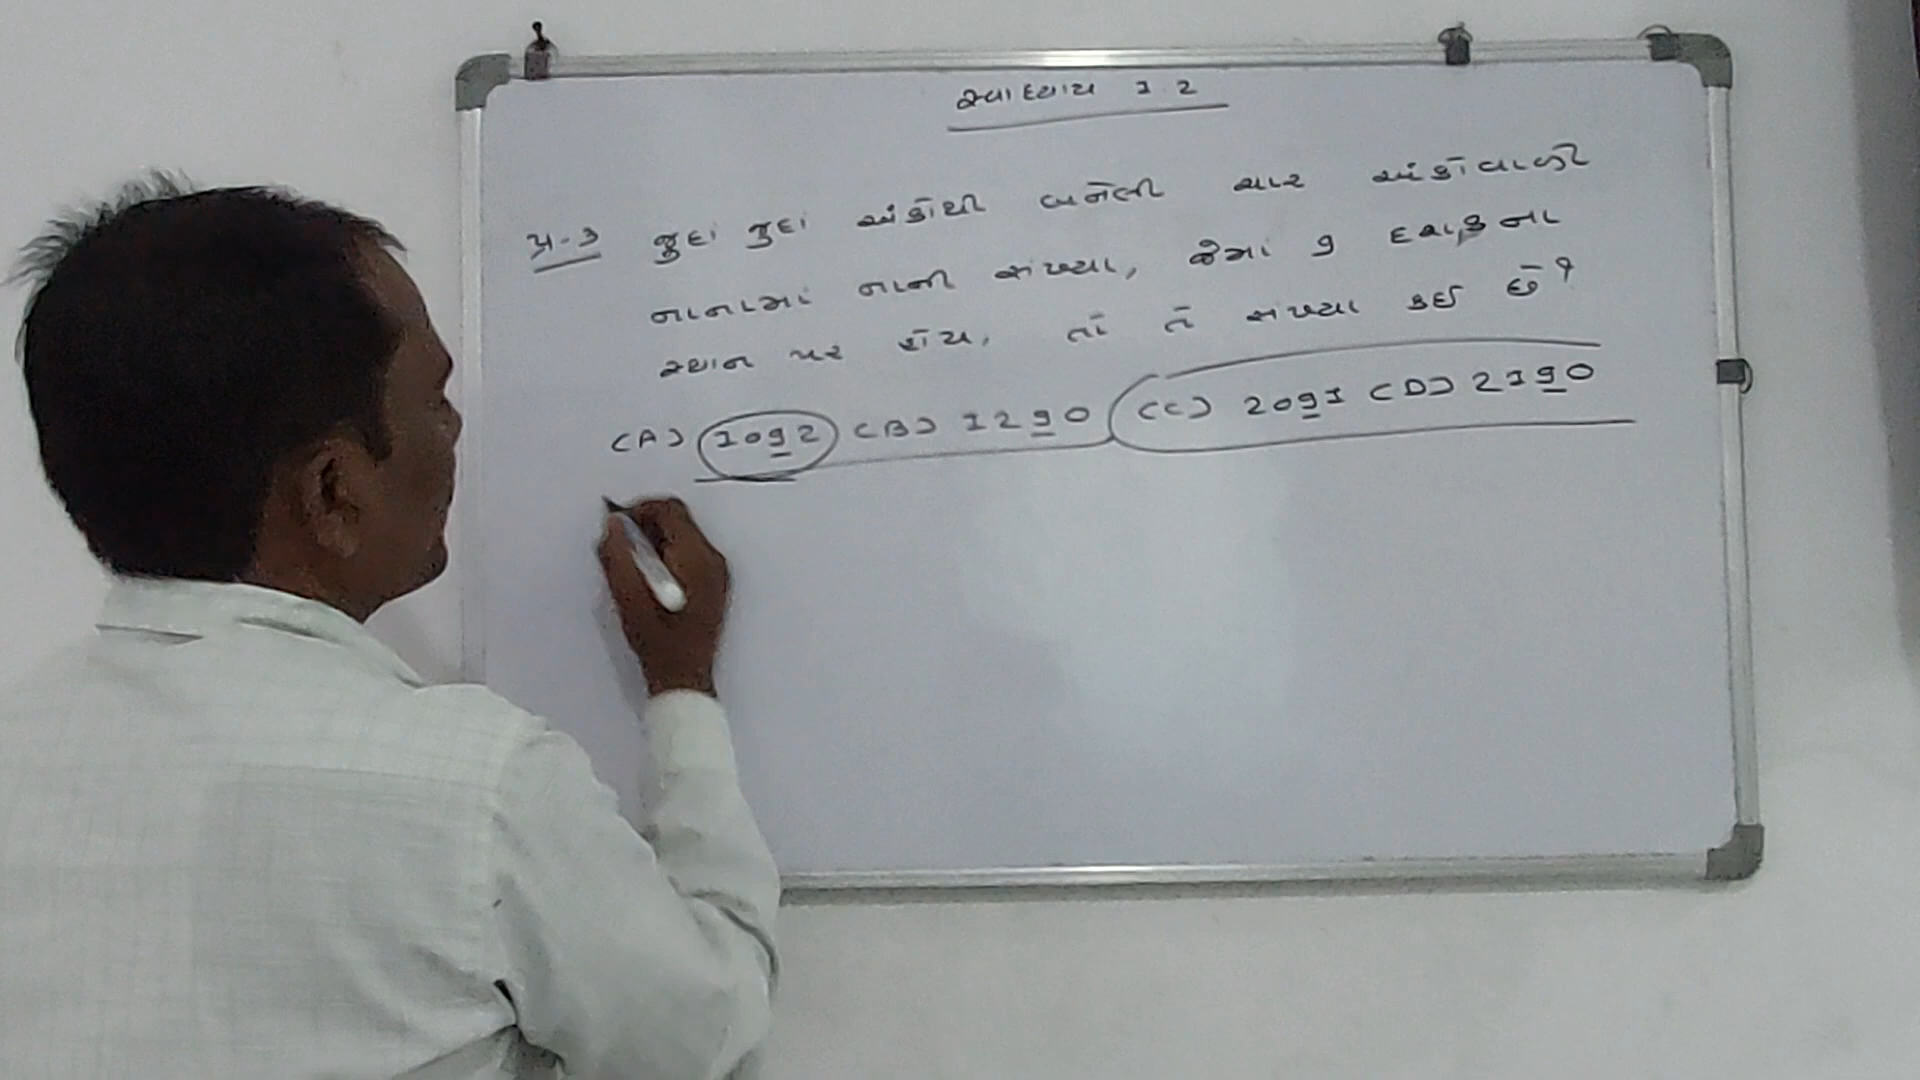 સ્વાધ્યાય 1.2
પ્ર-3 જુદા જુદા અંકોથી બનેલી ચાર અંકોવાળી
નાનામાં નાની સંખ્યા, જેમાં 9 દશકના
સ્થાન પર હોય, તો તે સંખ્યા કઈ છે?
(A) 1092 (B) 1290 (C) 2091 (D) 2190